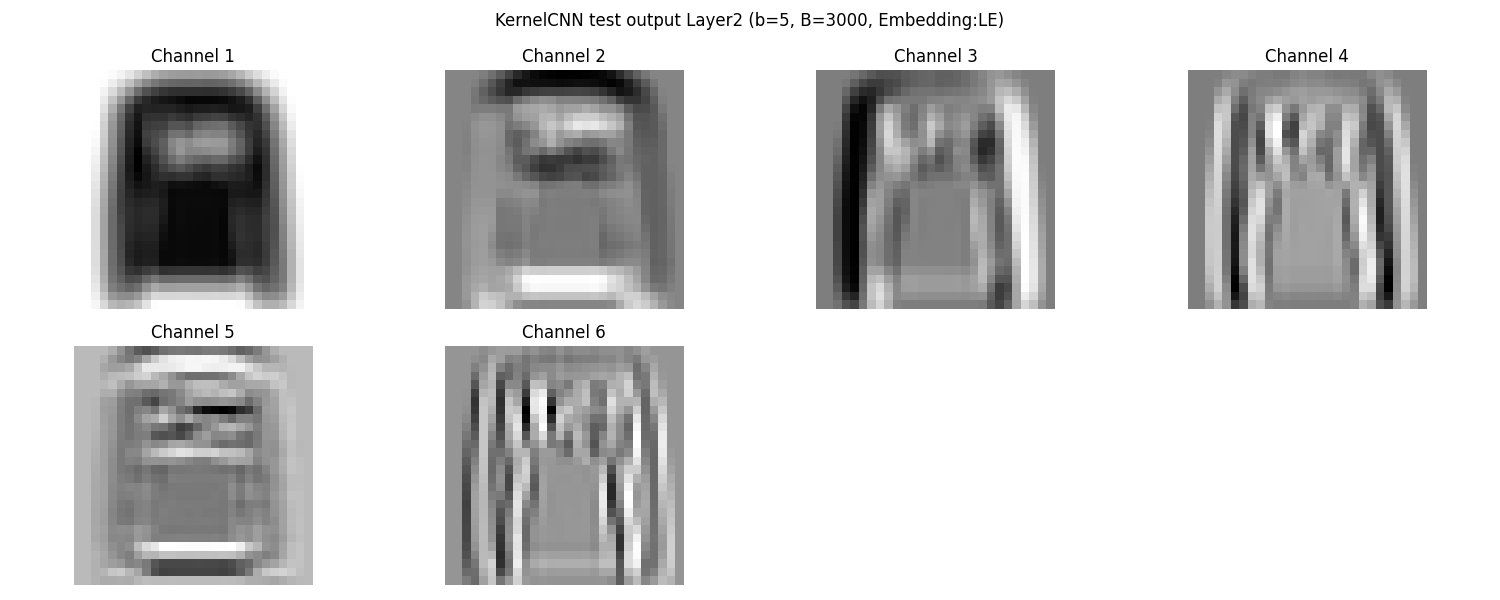 KernelCNN test output Layer2 (b=5, B=3000, Embedding:LE)
Channel 1
Channel 2
Channel 3
Channel 4
Channel 5
Channel 6